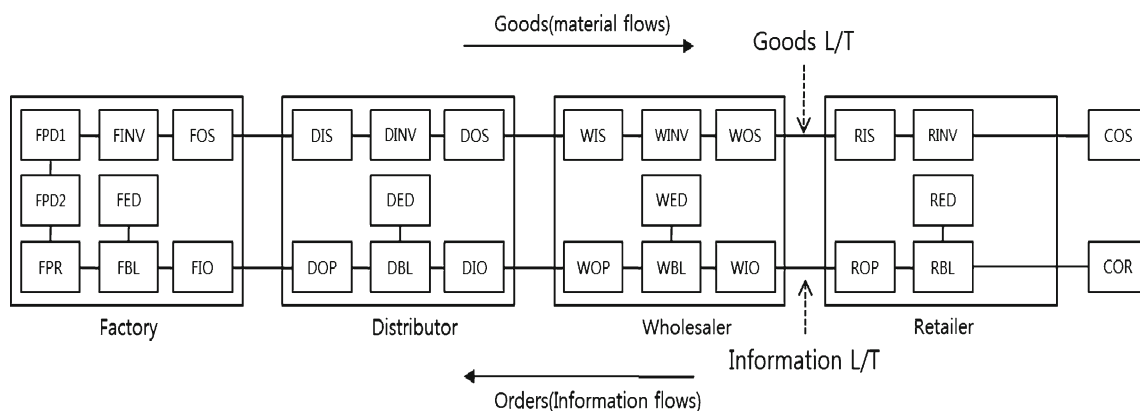 Goods(material flows)
Goods L/T
FPD1 FINV FOS DIS DINV DOS WIS WINV WOS RIS RINV COS
FPD2 FED DED WED RED
FPR FBL FIO DOP DBL DIO WOP WBL WIO ROP RBL COR
Factory Distributor Wholesaler Retailer
Information L/T
Orders(Information flows)